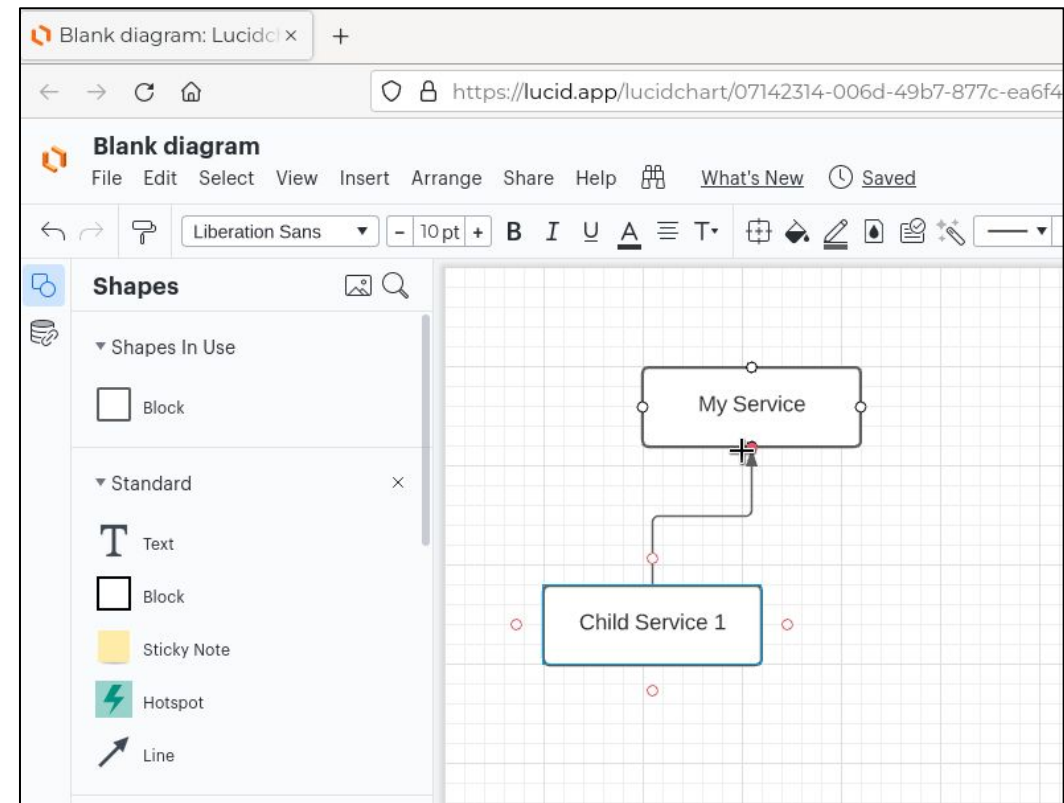 Blank diagram: Lucidc
https://lucid.app/lucidchart/07142314-006d-49b7-877c-ea6f4
Blank diagram
File Edit Select View Insert Arrange Share Help What's New Saved
Liberation Sans - 10 pt + B I U A T
Shapes
Shapes In Use
Block
Standard
T Text
Block
Sticky Note
Hotspot
Line
My Service
Child Service 1